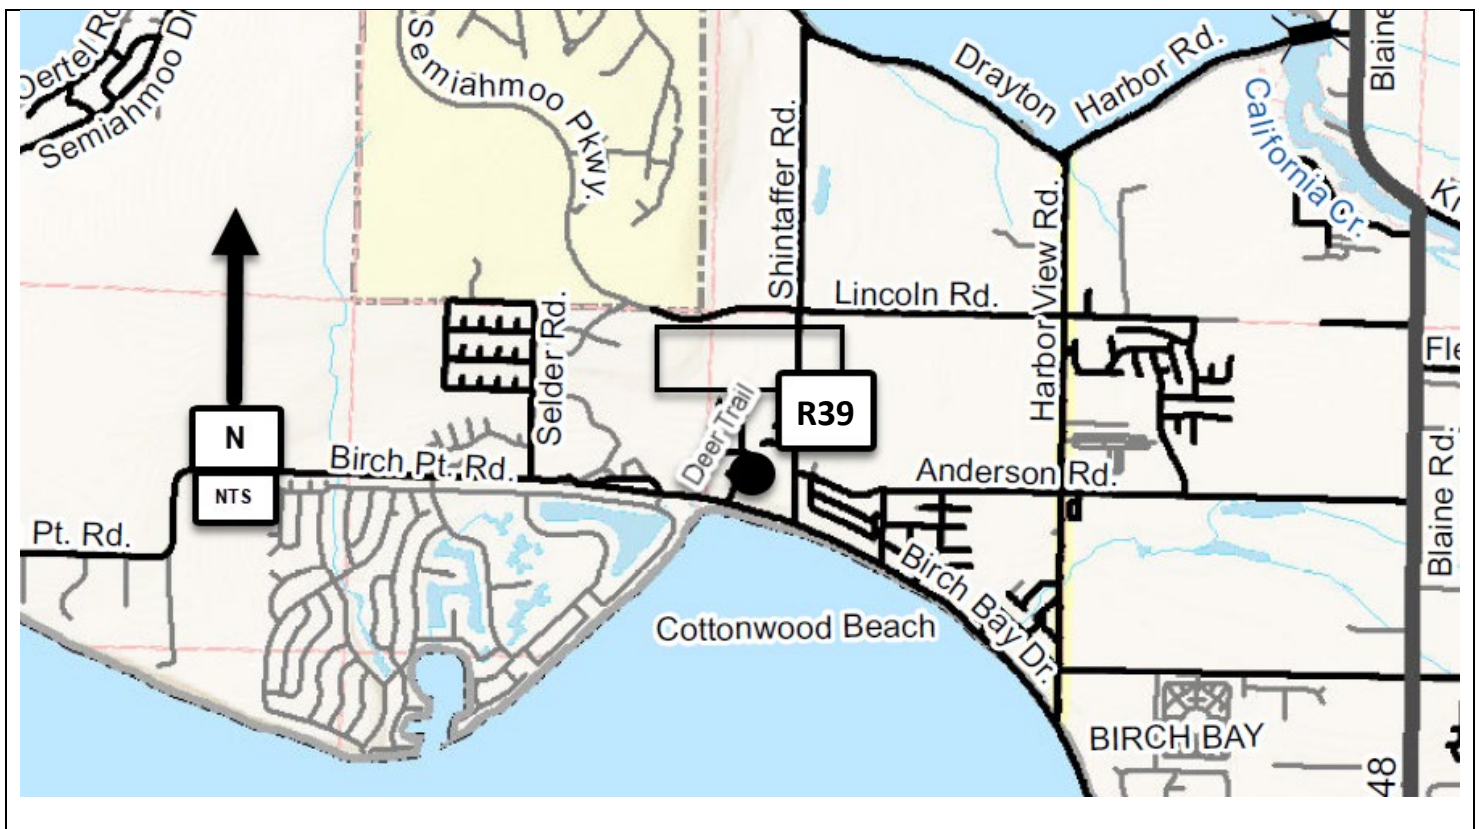 Oertel Rd
Semiahmoo Dr
Semiahmoo Pkwy.
Drayton
Harbor Rd.
Blaine
California Cr.
Shintaffer Rd.
Harbor View Rd.
Lincoln Rd.
Selder Rd.
Deer Trail
R39
N
NTS
Birch Pt. Rd.
Pt. Rd.
Anderson Rd.
Blaine Rd.
Birch Bay Dr.
Cottonwood Beach
BIRCH BAY